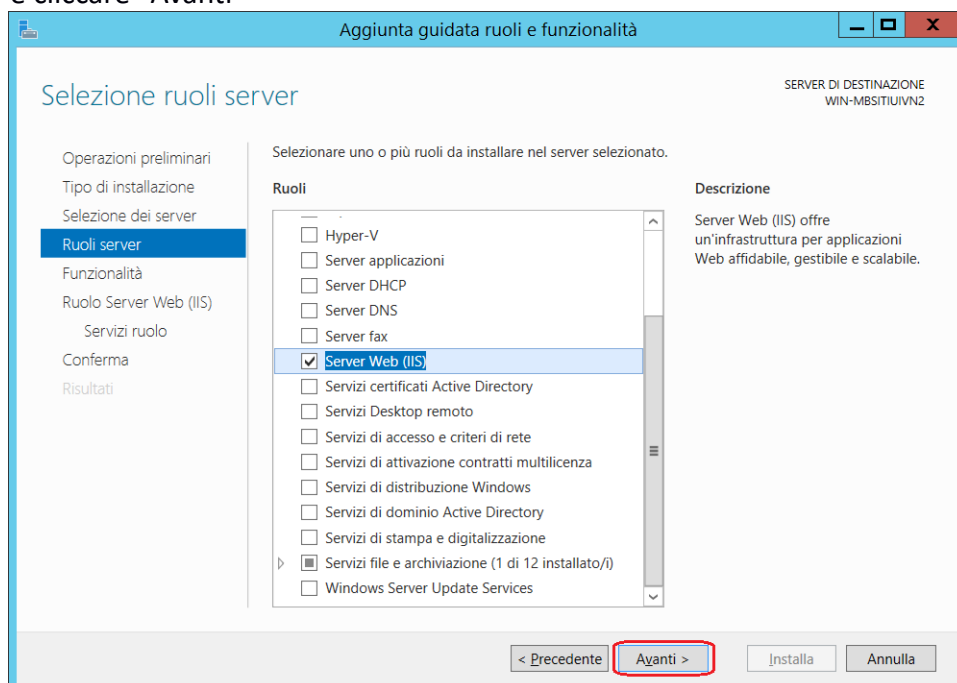 e cliccare "Avanti"
Aggiunta guidata ruoli e funzionalità
Selezione ruoli server
SERVER DI DESTINAZIONE
WIN-MBSITIUIVN2
Operazioni preliminari
Tipo di installazione
Selezione dei server
Ruoli server
Funzionalità
Ruolo Server Web (IIS)
Servizi ruolo
Conferma
Risultati
Selezionare uno o più ruoli da installare nel server selezionato.
Ruoli
Hyper-V
Server applicazioni
Server DHCP
Server DNS
Server fax
Server Web (IIS)
Servizi certificati Active Directory
Servizi Desktop remoto
Servizi di accesso e criteri di rete
Servizi di attivazione contratti multilicenza
Servizi di distribuzione Windows
Servizi di dominio Active Directory
Servizi di stampa e digitalizzazione
Servizi file e archiviazione (1 di 12 installato/i)
Windows Server Update Services
Descrizione
Server Web (IIS) offre
un'infrastruttura per applicazioni
Web affidabile, gestibile e scalabile.
< Precedente
Avanti >
Installa
Annulla